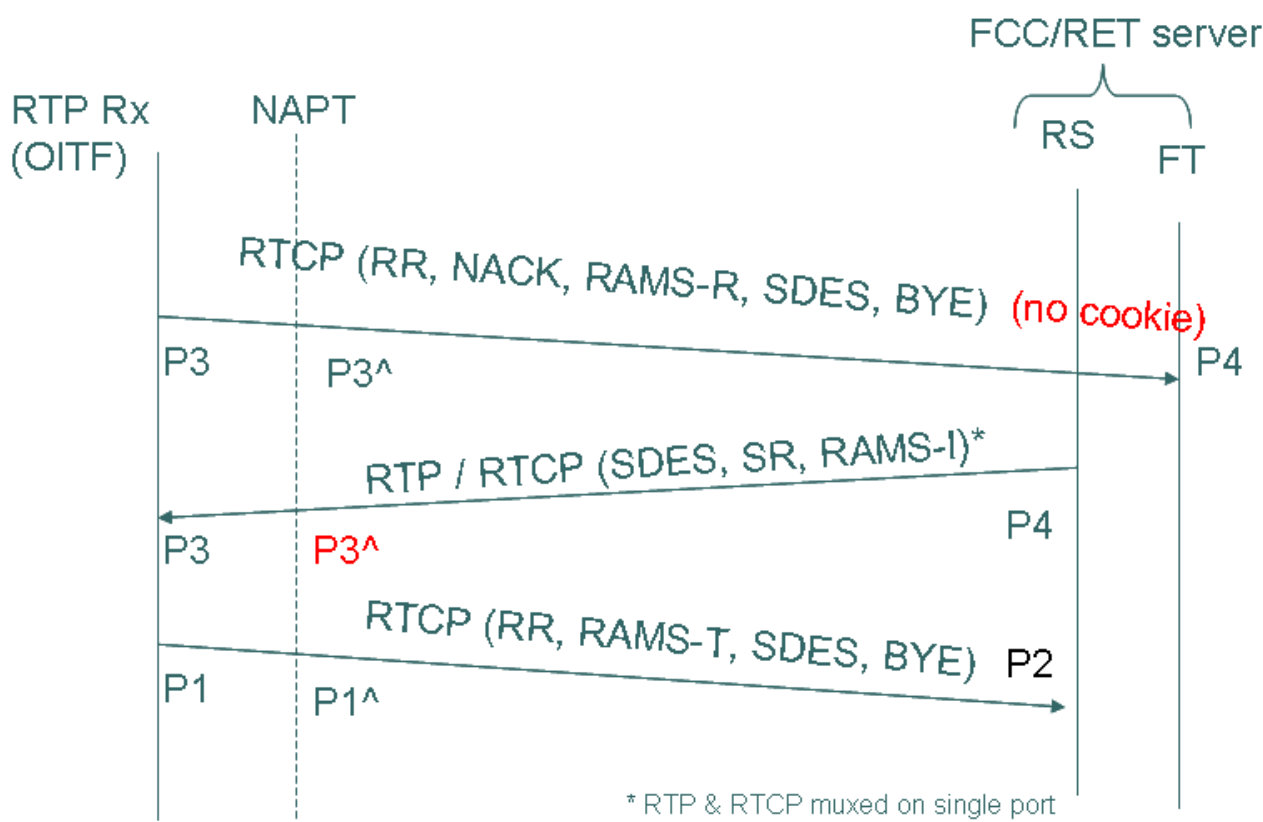 FCC/RET server
RTP Rx
(OITF)
NAPT
RS
FT
RTCP (RR, NACK, RAMS-R, SDES, BYE) (no cookie)
P3
P3^
P4
RTP / RTCP (SDES, SR, RAMS-I)*
P3
P3^
P4
RTCP (RR, RAMS-T, SDES, BYE)
P2
P1
P1^
* RTP & RTCP muxed on single port